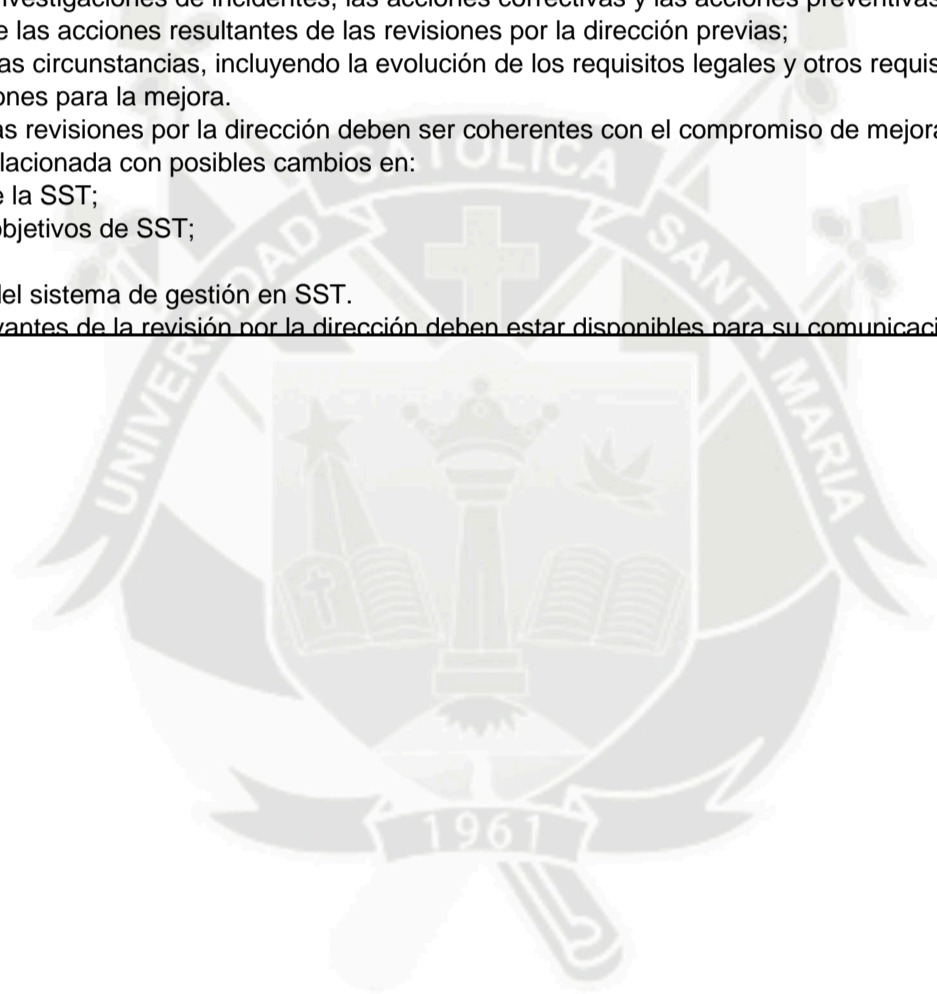 investigaciones de incidentes, las acciones correctivas y las acciones preventivas
e las acciones resultantes de las revisiones por la dirección previas;
as circunstancias, incluyendo la evolución de los requisitos legales y otros requis
ones para la mejora.
as revisiones por la dirección deben ser coherentes con el compromiso de mejora
lacionada con posibles cambios en:
e la SST;
objetivos de SST;
del sistema de gestión en SST.
vantes de la revisión por la dirección deben estar disponibles para su comunicaci
UNIVERSIDAD CATOLICA SANTA MARIA
1961